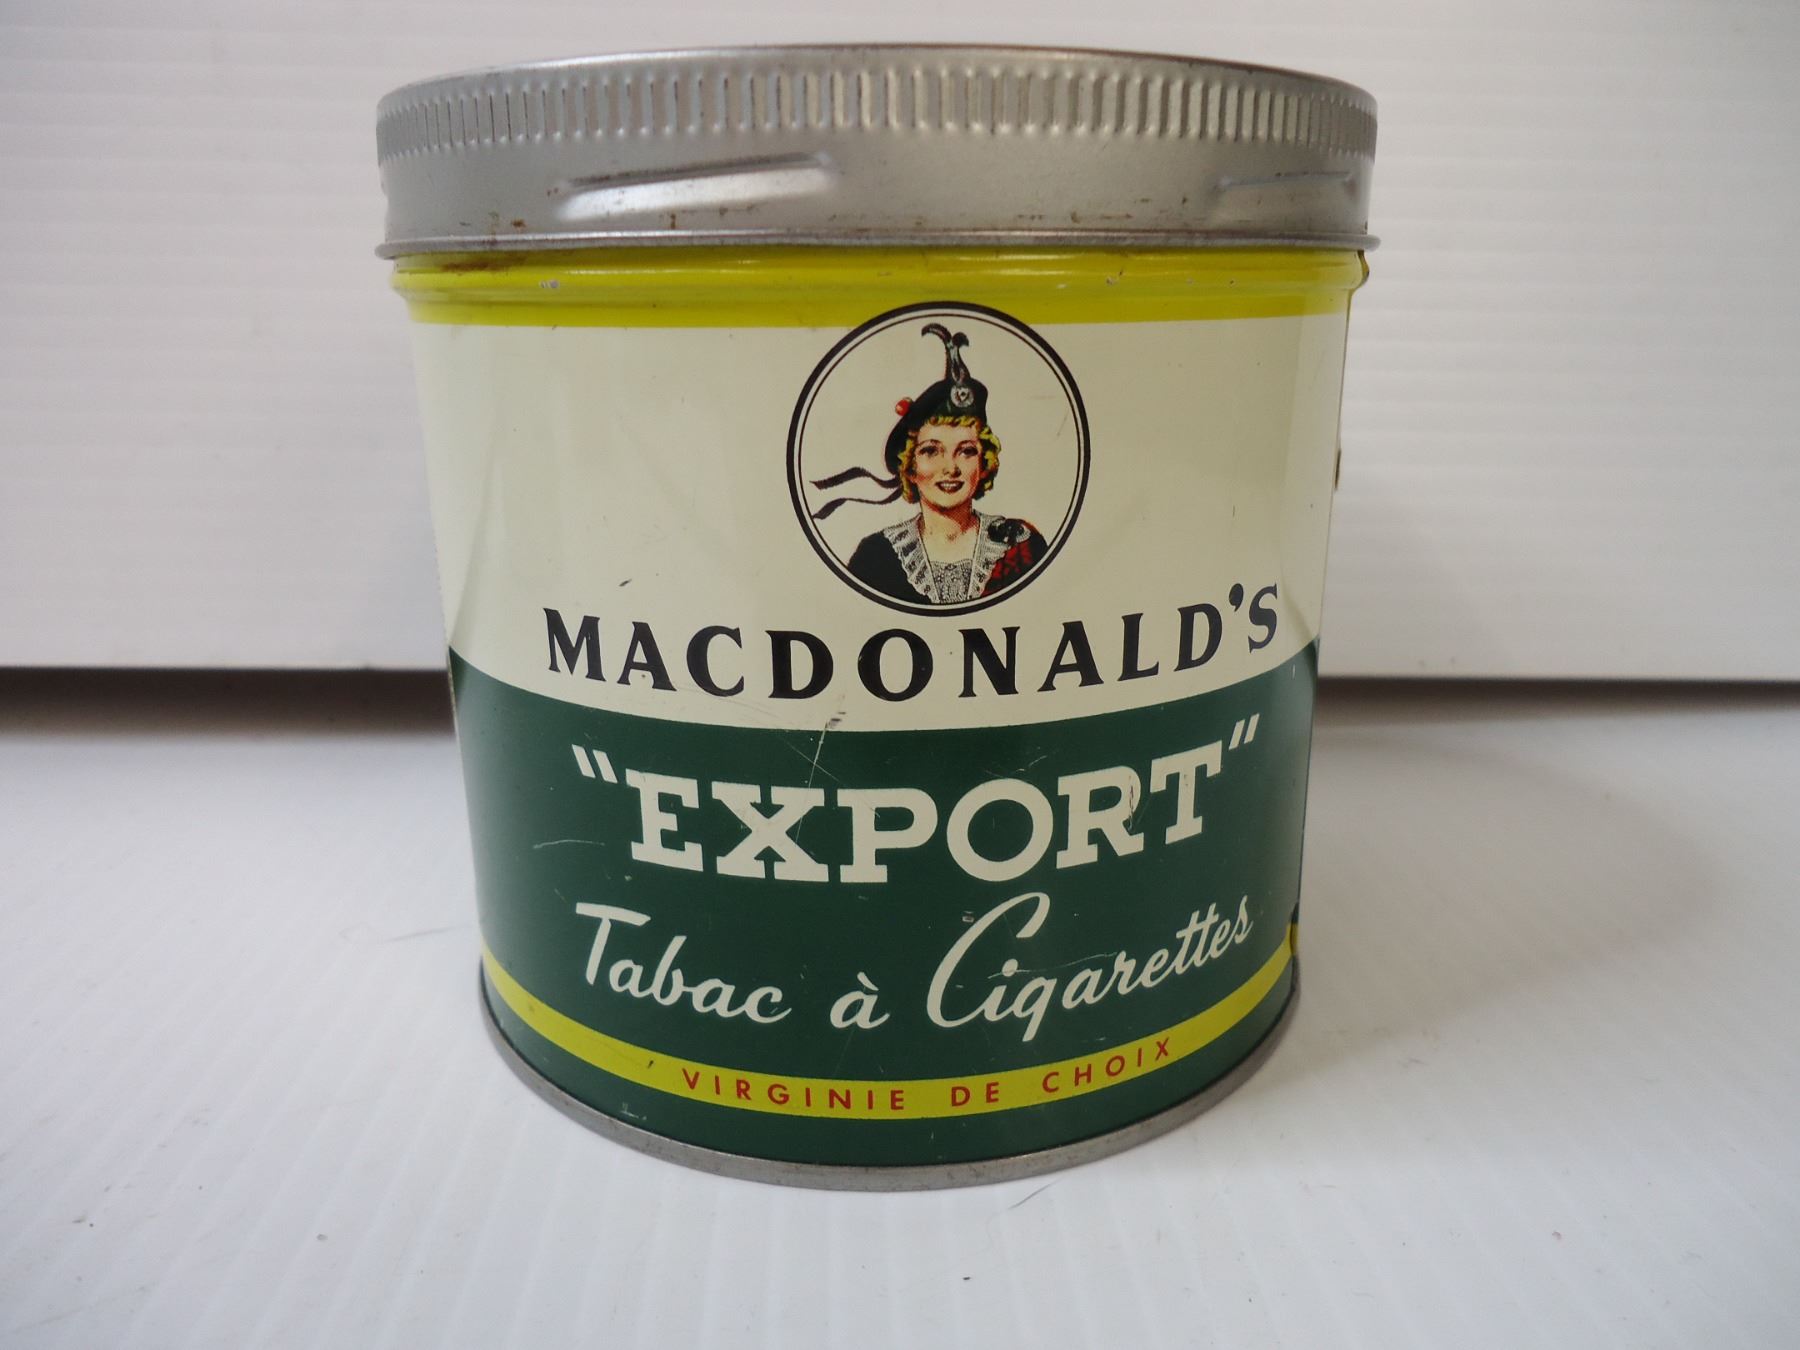 MACDONALD'S
"EXPORT"
Tabac à Cigarettes
VIRGINIE DE CHOIX